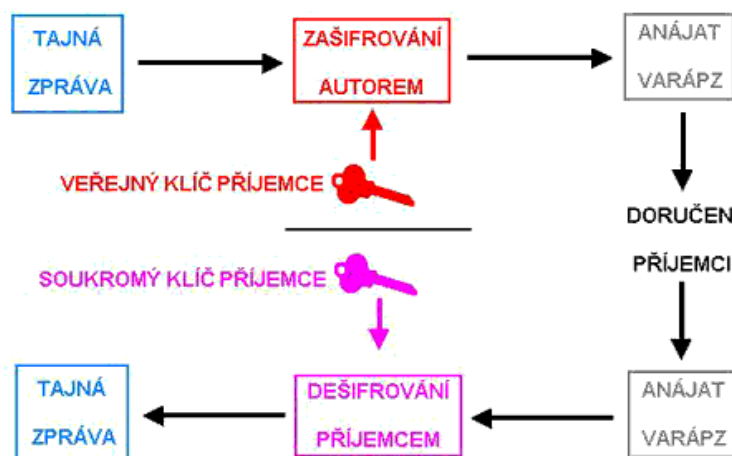 TAJNÁ
ZPRÁVA
ZAŠIFROVÁNÍ
AUTOREM
ANÁJAT
VARÁPZ
VEŘEJNÝ KLÍČ PŘÍJEMCE
DORUČEN
PŘÍJEMCI
SOUKROMÝ KLÍČ PŘÍJEMCE
TAJNÁ
ZPRÁVA
DEŠIFROVÁNÍ
PŘÍJEMCEM
ANÁJAT
VARÁPZ